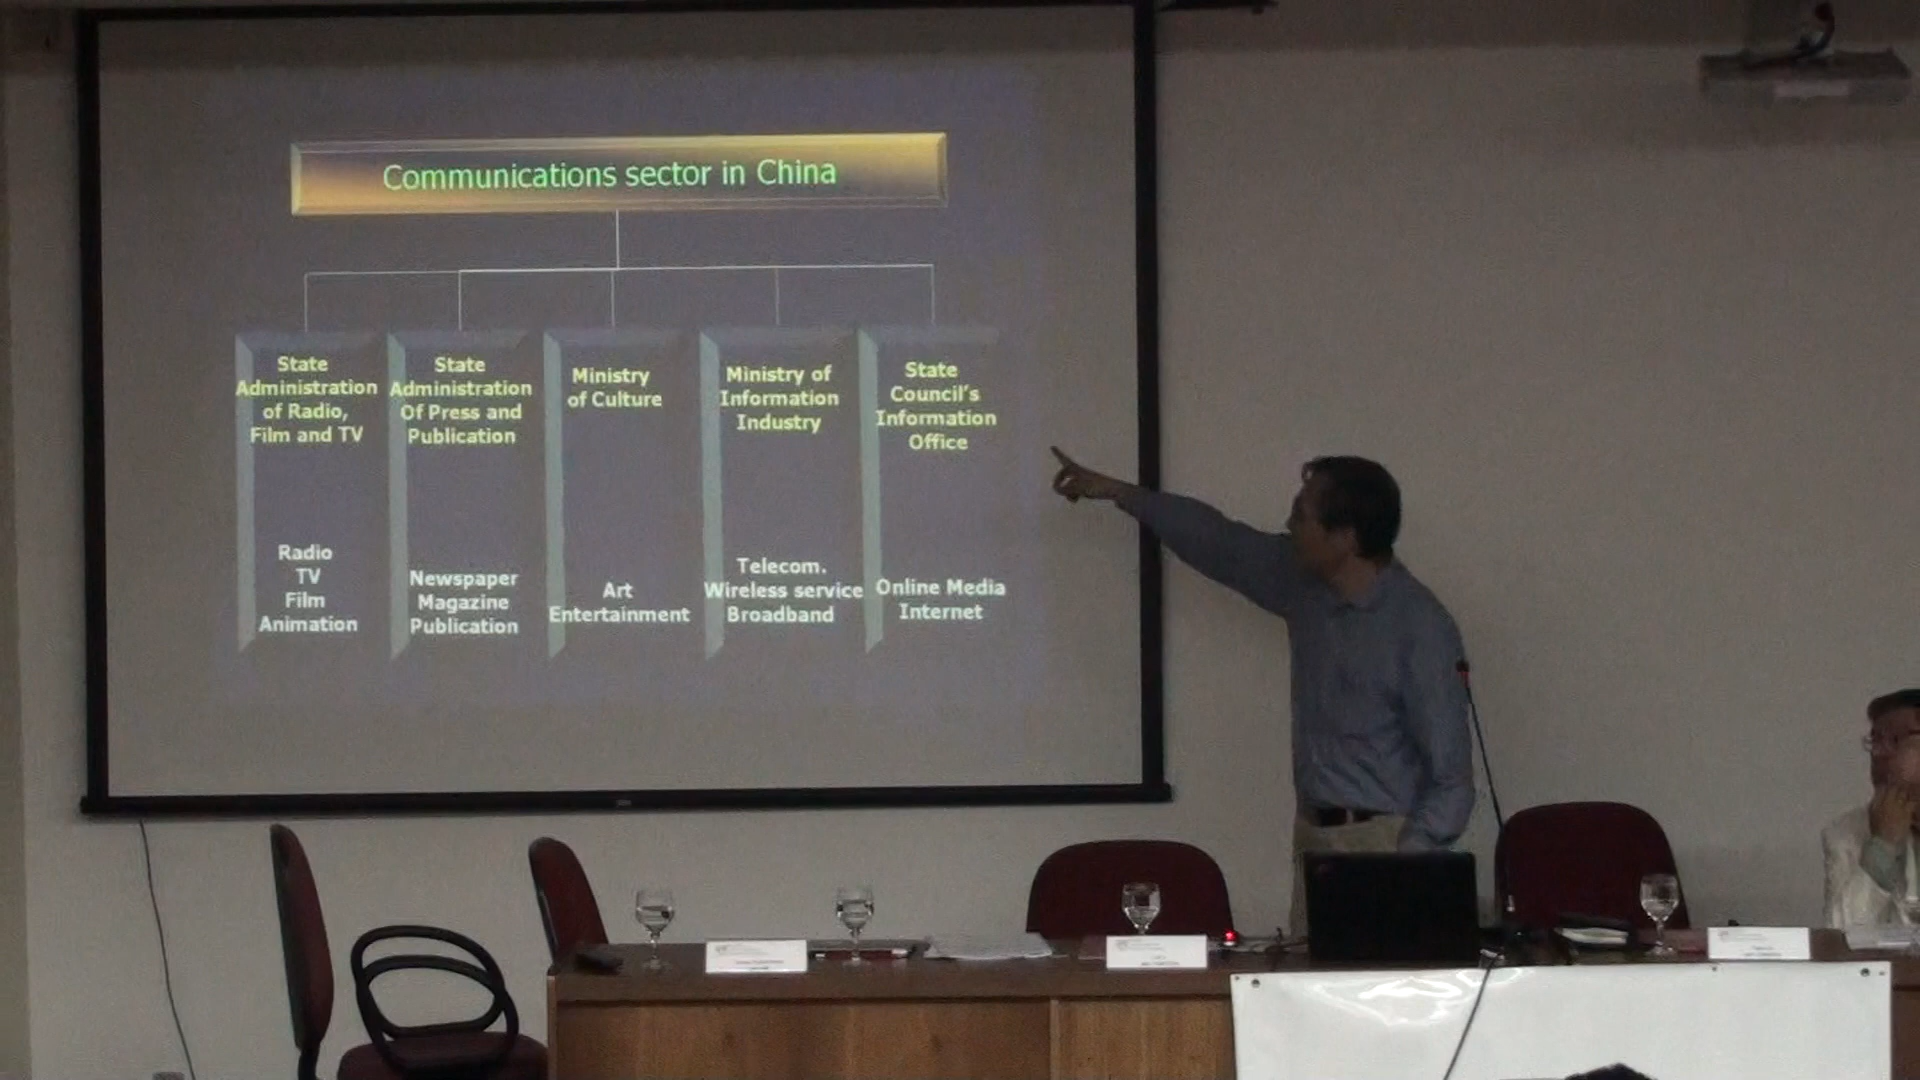 Communications sector in China
State
Administration
of Radio,
Film and TV
State
Administration
Of Press and
Publication
Ministry
of Culture
Ministry of
Information
Industry
State
Council's
Information
Office
Radio
TV
Film
Animation
Newspaper
Magazine
Publication
Art
Entertainment
Telecom.
Wireless service
Broadband
Online Media
Internet